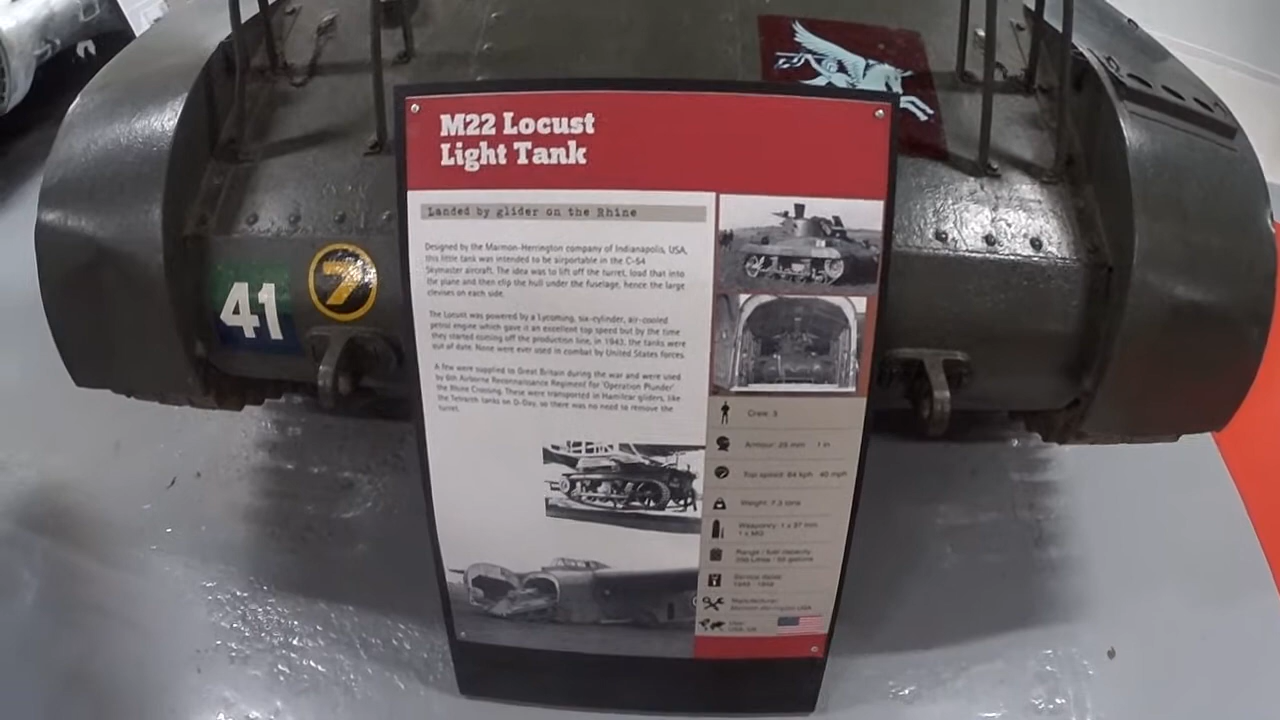 M22 Locust
Light Tank
Landed by glider on the Rhine
Designed by the Marmon-Herrington company of Indianapolis, USA,
this little tank was intended to be airportable in the C-54
Skymaster aircraft. The idea was to lift off the turret, load that into
the plane and then clip the hull under the fuselage, hence the large
clevises on each side.
The Locust was powered by a Lycoming, six-cylinder, air-cooled
petrol engine which gave it an excellent top speed but by the time
they started coming off the production line, in 1943, the tanks were
out of date. None were ever used in combat by United States forces.
A few were supplied to Great Britain during the war and were used
by 6th Airborne Reconnaissance Regiment for 'Operation Plunder'
the Rhine Crossing. These were transported in Hamilcar gliders, like
the Tetrarch tanks on D-Day, so there was no need to remove the
turret.
Crew: 3
Armour: 25 mm 1 in
Top speed: 64 kph 40 mph
Weight: 7.3 tons
Weaponry: 1 x 37 mm
1 x MG
Range / fuel capacity
Service dates
Manufacturer
Marmon-Herrington USA
User
USA, UK
41
7